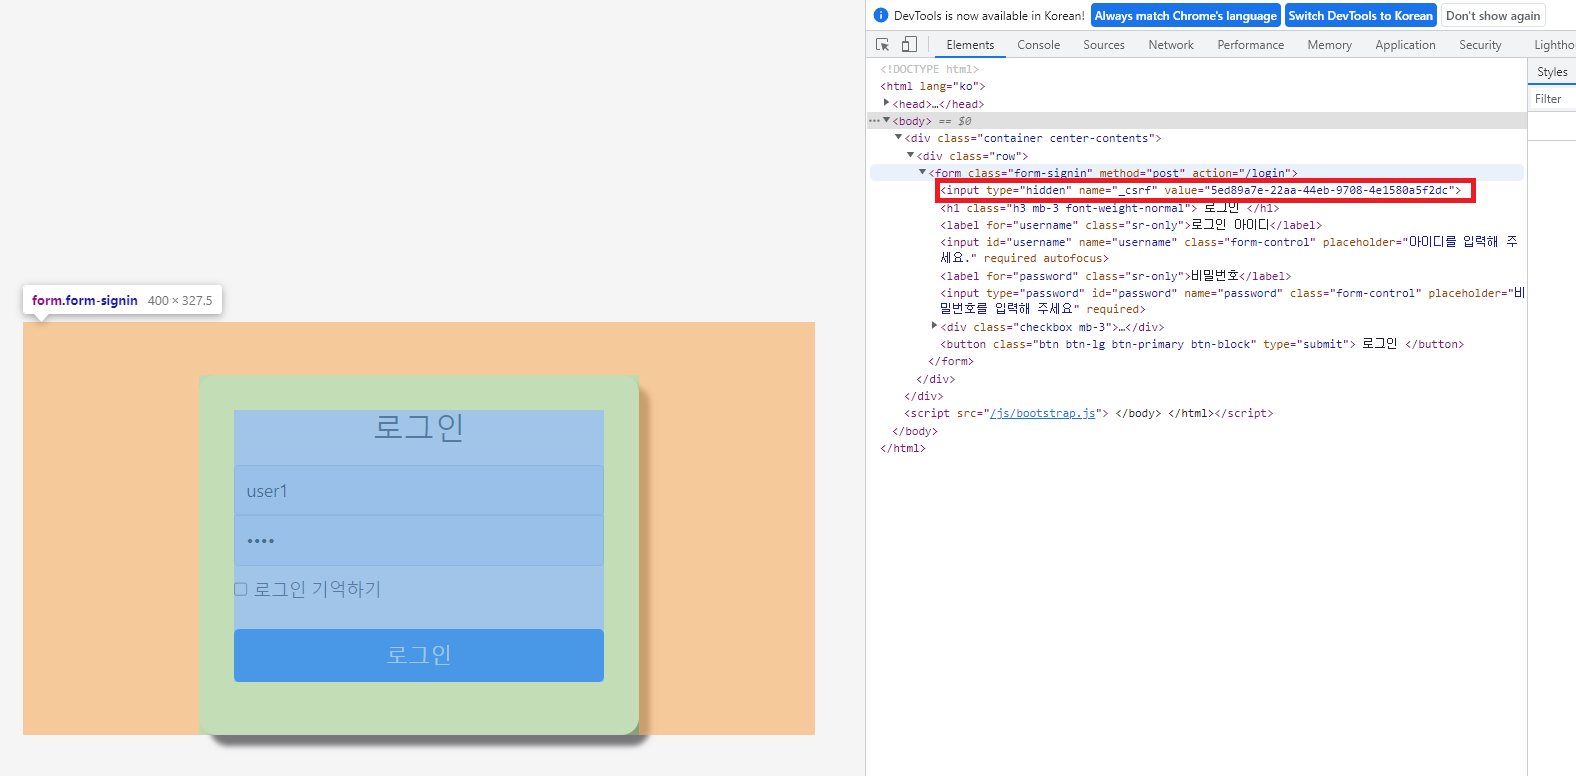 DevTools is now available in Korean! Always match Chrome's language Switch DevTools to Korean Don't show again
Elements Console Sources Network Performance Memory Application Security Lightho
Styles
Filter
<!DOCTYPE html>
<html lang="ko">
<head>…</head>
<body> == $0
<div class="container center-contents">
<div class="row">
<form class="form-signin" method="post" action="/login">
<input type="hidden" name="_csrf" value="5ed89a7e-22aa-44eb-9708-4e1580a5f2dc">
<h1 class="h3 mb-3 font-weight-normal"> 로그인 </h1>
<label for="username" class="sr-only">로그인 아이디</label>
<input id="username" name="username" class="form-control" placeholder="아이디를 입력해 주
세요." required autofocus>
<label for="password" class="sr-only">비밀번호</label>
<input type="password" id="password" name="password" class="form-control" placeholder="비
밀번호를 입력해 주세요" required>
<div class="checkbox mb-3">…</div>
<button class="btn btn-lg btn-primary btn-block" type="submit"> 로그인 </button>
</form>
</div>
</div>
<script src="/js/bootstrap.js"> </body> </html></script>
</body>
</html>
form.form-signin 400 × 327.5
로그인
user1
••••
로그인 기억하기
로그인